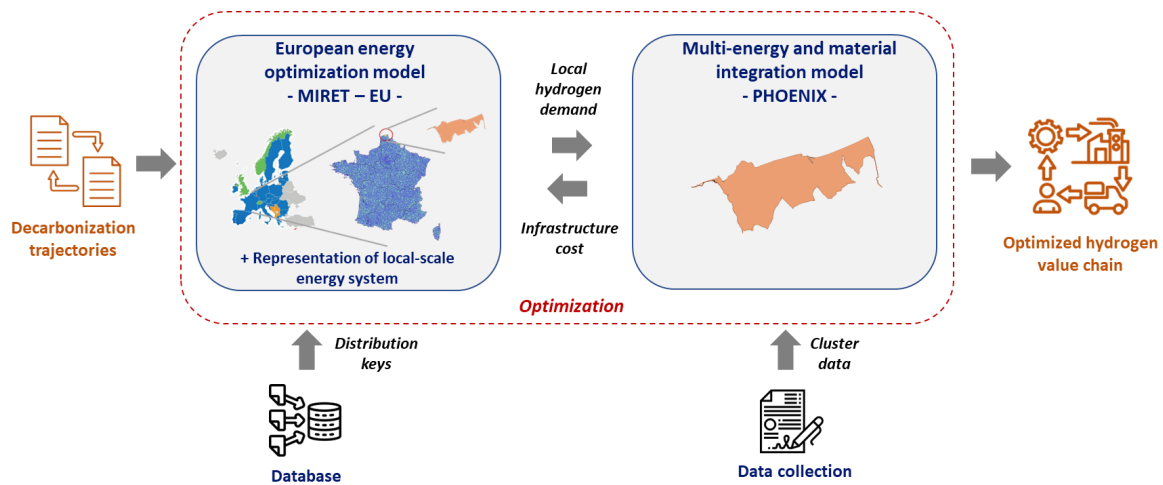 European energy
optimization model
- MIRET – EU -
+ Representation of local-scale
energy system
Local
hydrogen
demand
Infrastructure
cost
Multi-energy and material
integration model
- PHOENIX -
Decarbonization
trajectories
Optimized hydrogen
value chain
Optimization
Distribution
keys
Cluster
data
Database
Data collection